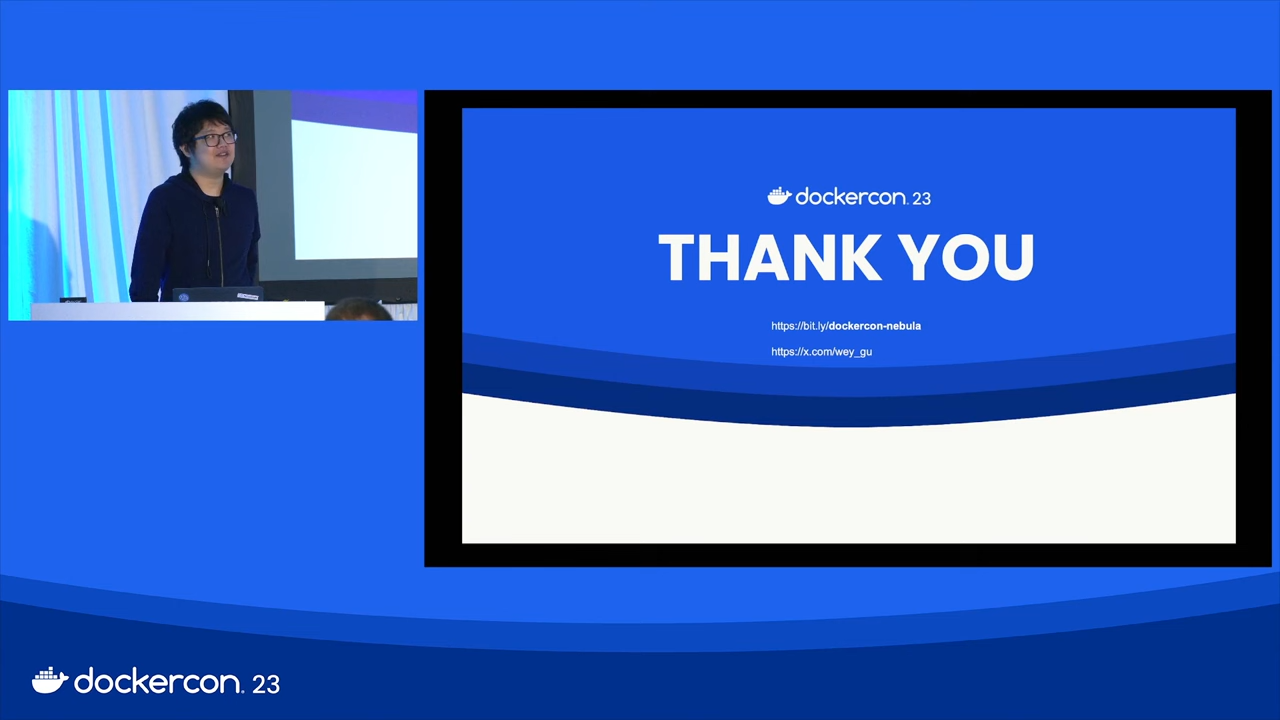 dockercon. 23
THANK YOU
https://bit.ly/dockercon-nebula
https://x.com/wey_gu
dockercon. 23